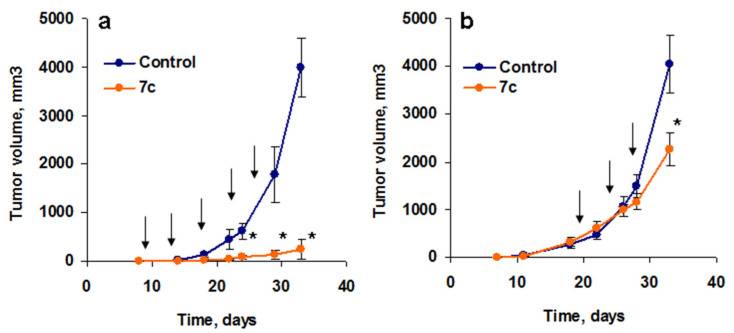 a
5000
4000
3000
2000
1000
0
Tumor volume, mm3
Control
7c
* * *
0 10 20 30 40
Time, days
b
5000
4000
3000
2000
1000
0
Tumor volume, mm3
Control
7c
*
0 10 20 30 40
Time, days